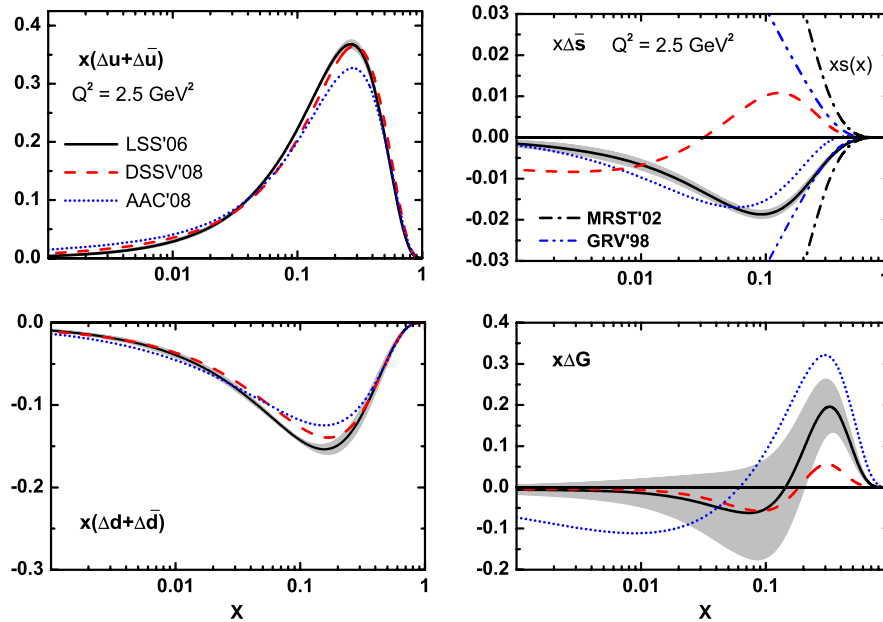 x(Δu+Δū)
Q² = 2.5 GeV²
LSS'06
DSSV'08
AAC'08
0.4
0.3
0.2
0.1
0.0
0.01
0.1
1
xΔs̄ Q² = 2.5 GeV²
xs(x)
MRST'02
GRV'98
0.03
0.02
0.01
0.00
-0.01
-0.02
-0.03
0.01
0.1
x(Δd+Δd̄)
0.0
-0.1
-0.2
-0.3
0.01
0.1
1
X
xΔG
0.4
0.3
0.2
0.1
0.0
-0.1
-0.2
0.01
0.1
X